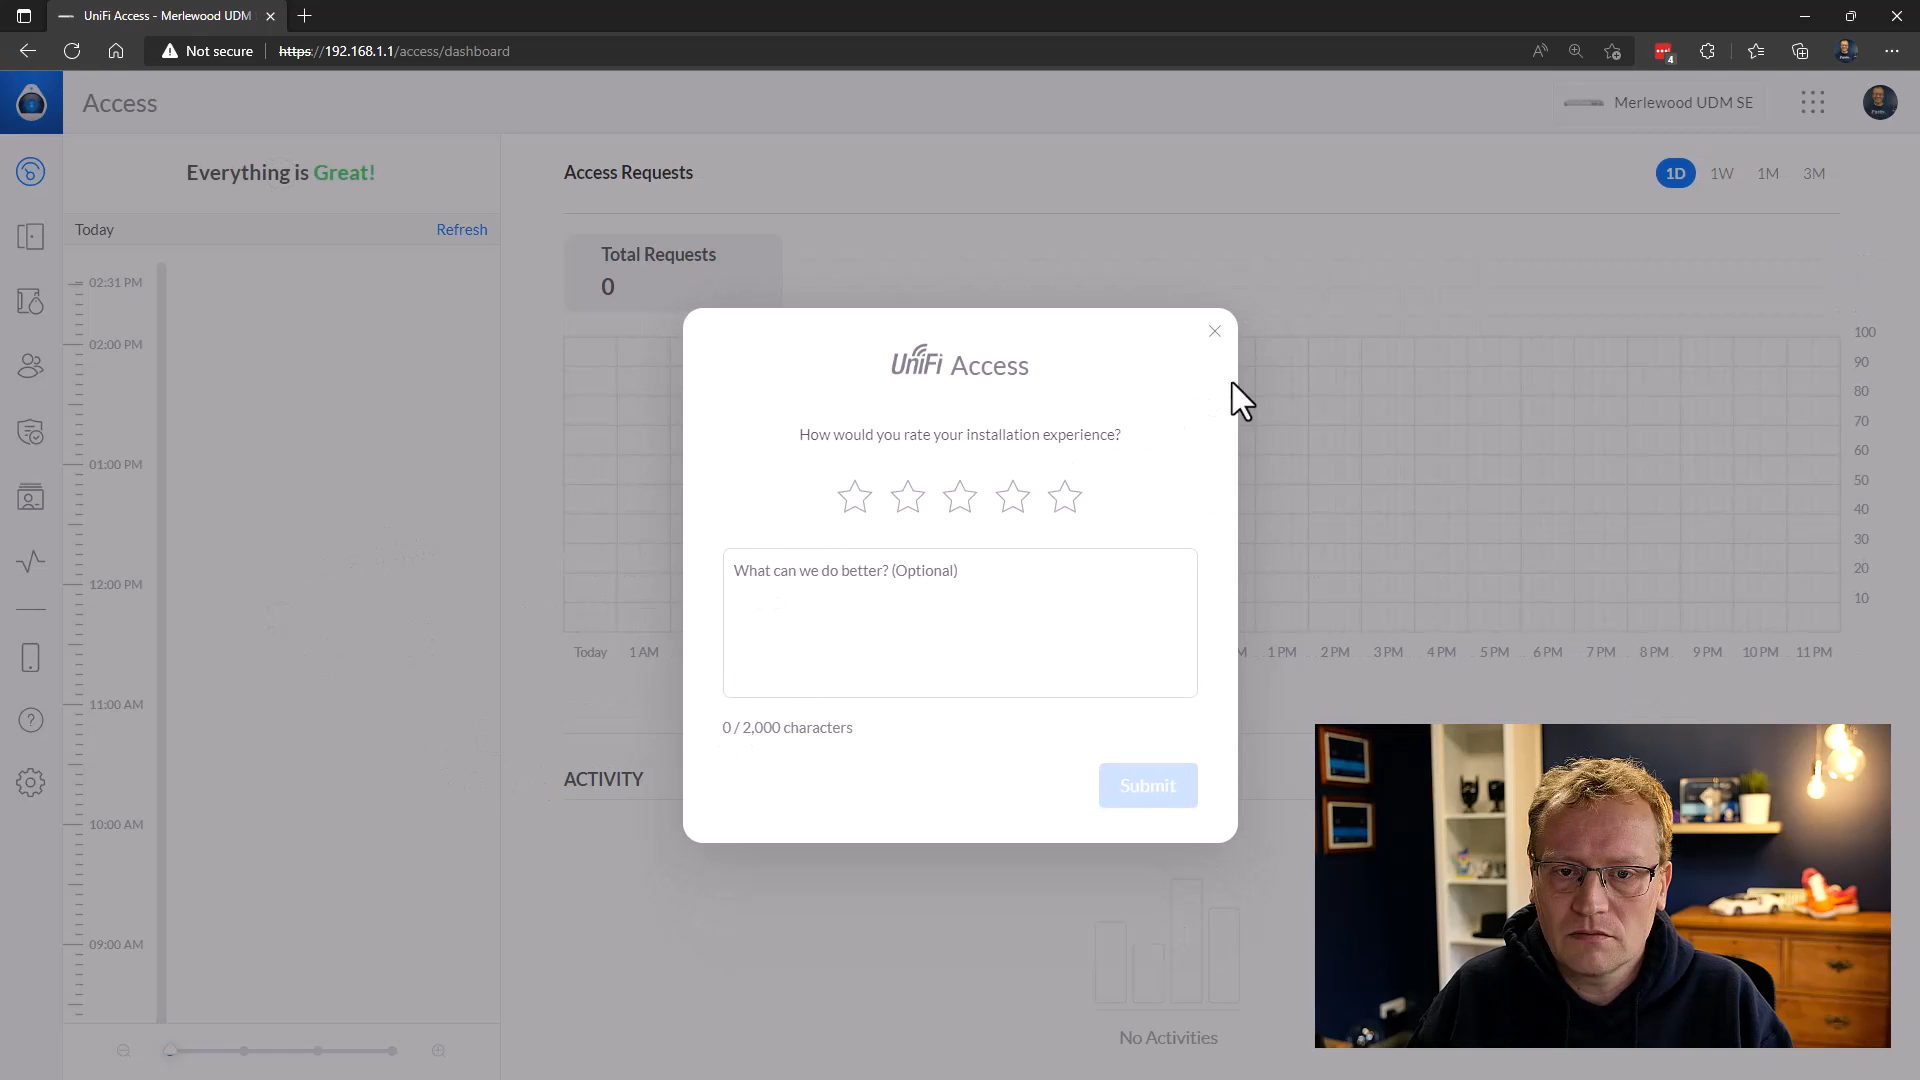 UniFi Access - Merlewood UDM
Not secure
https://192.168.1.1/access/dashboard
4
Access
Merlewood UDM SE
Everything is Great!
Today
Refresh
02:31 PM
02:00 PM
01:00 PM
12:00 PM
11:00 AM
10:00 AM
09:00 AM
Access Requests
1D 1W 1M 3M
Total Requests
0
100
90
80
70
60
50
40
30
20
10
Today 1 AM 1 PM 2 PM 3 PM 4 PM 5 PM 6 PM 7 PM 8 PM 9 PM 10 PM 11 PM
ACTIVITY
No Activities
UniFi Access
How would you rate your installation experience?
What can we do better? (Optional)
0 / 2,000 characters
Submit